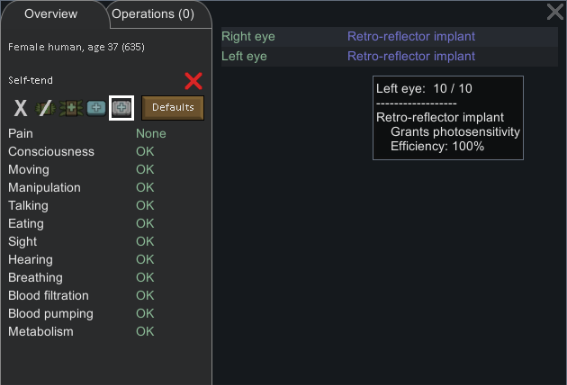 Overview
Operations (0)
Female human, age 37 (635)
Self-tend
Defaults
Pain None
Consciousness OK
Moving OK
Manipulation OK
Talking OK
Eating OK
Sight OK
Hearing OK
Breathing OK
Blood filtration OK
Blood pumping OK
Metabolism OK
Right eye Retro-reflector implant
Left eye Retro-reflector implant
Left eye: 10 / 10
------------------
Retro-reflector implant
Grants photosensitivity
Efficiency: 100%